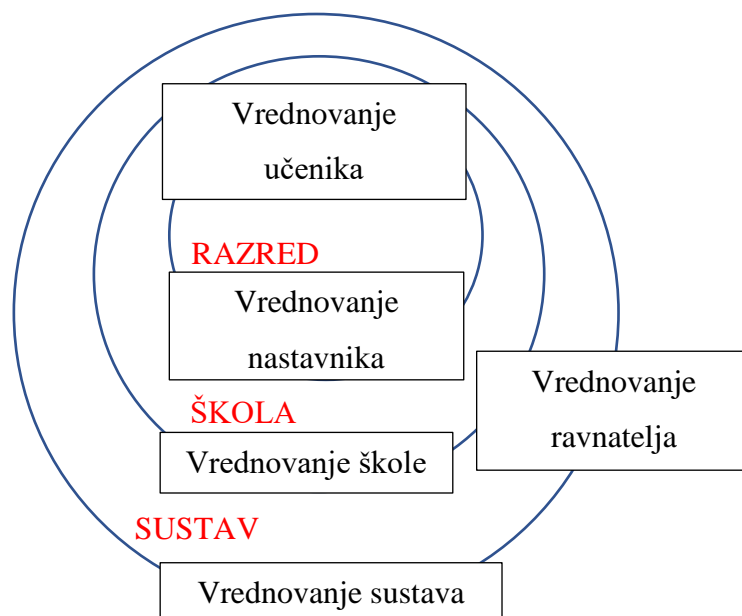 Vrednovanje
učenika
RAZRED
Vrednovanje
nastavnika
Vrednovanje
ravnatelja
ŠKOLA
Vrednovanje škole
SUSTAV
Vrednovanje sustava